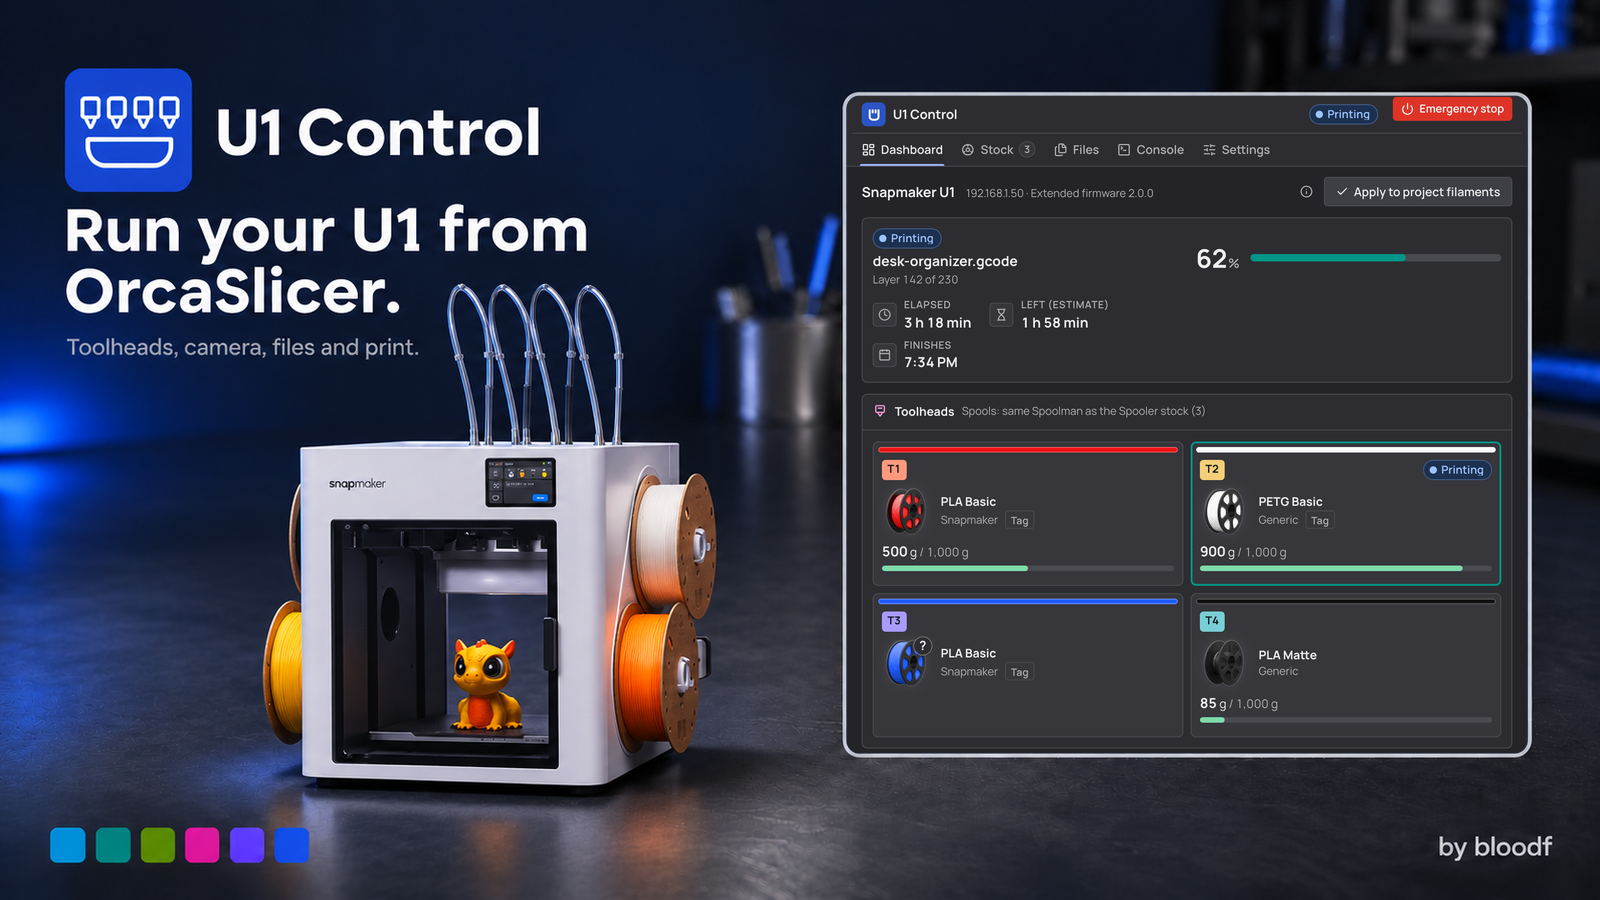 U1 Control
Run your U1 from
OrcaSlicer.
Toolheads, camera, files and print.
snapmaker
U1 Control
Printing
Emergency stop
Dashboard
Stock 3
Files
Console
Settings
Snapmaker U1
192.168.1.50 · Extended firmware 2.0.0
Apply to project filaments
Printing
desk-organizer.gcode
Layer 142 of 230
62%
ELAPSED
3 h 18 min
LEFT (ESTIMATE)
1 h 58 min
FINISHES
7:34 PM
Toolheads
Spools: same Spoolman as the Spooler stock (3)
T1
PLA Basic
Snapmaker Tag
500 g / 1,000 g
T2
Printing
PETG Basic
Generic Tag
900 g / 1,000 g
T3
?
PLA Basic
Snapmaker Tag
T4
PLA Matte
Generic
85 g / 1,000 g
by bloodf